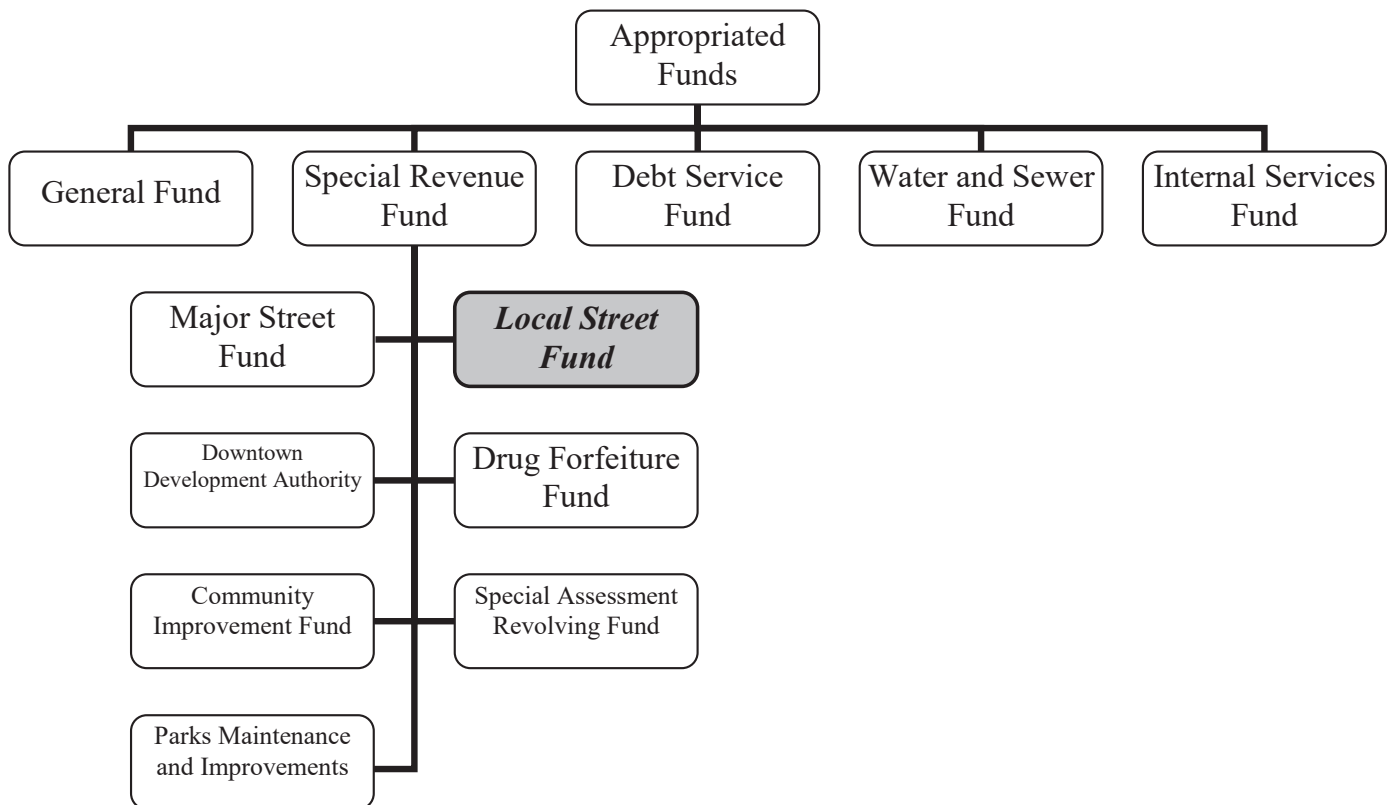 Appropriated
Funds
General Fund
Special Revenue
Fund
Debt Service
Fund
Water and Sewer
Fund
Internal Services
Fund
Major Street
Fund
Local Street
Fund
Downtown
Development Authority
Drug Forfeiture
Fund
Community
Improvement Fund
Special Assessment
Revolving Fund
Parks Maintenance
and Improvements